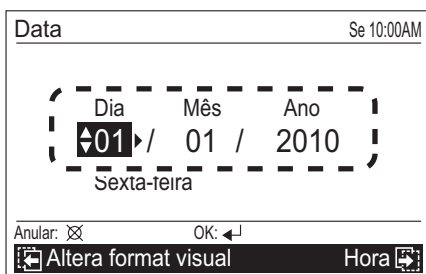 Data Se 10:00AM
Dia Mês Ano
01 / 01 / 2010
Sexta-feira
Anular: OK:
Altera format visual Hora